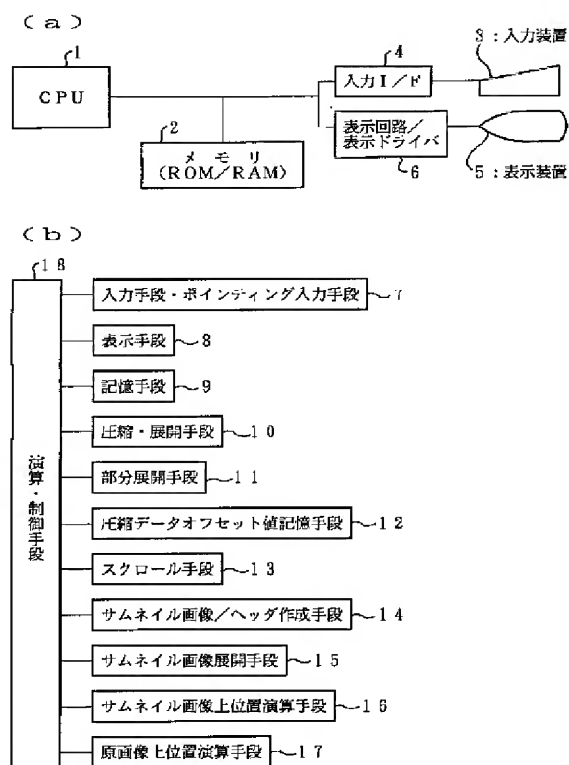 (a)
1
CPU
2
メモリ
(ROM/RAM)
4
入力I/F
3:入力装置
表示回路/
表示ドライバ
6
5:表示装置
(b)
18
演算・制御手段
入力手段・ポインティング入力手段 7
表示手段 8
記憶手段 9
圧縮・展開手段 10
部分展開手段 11
圧縮データオフセット値記憶手段 12
スクロール手段 13
サムネイル画像/ヘッダ作成手段 14
サムネイル画像展開手段 15
サムネイル画像上位置演算手段 16
原画像上位置演算手段 17